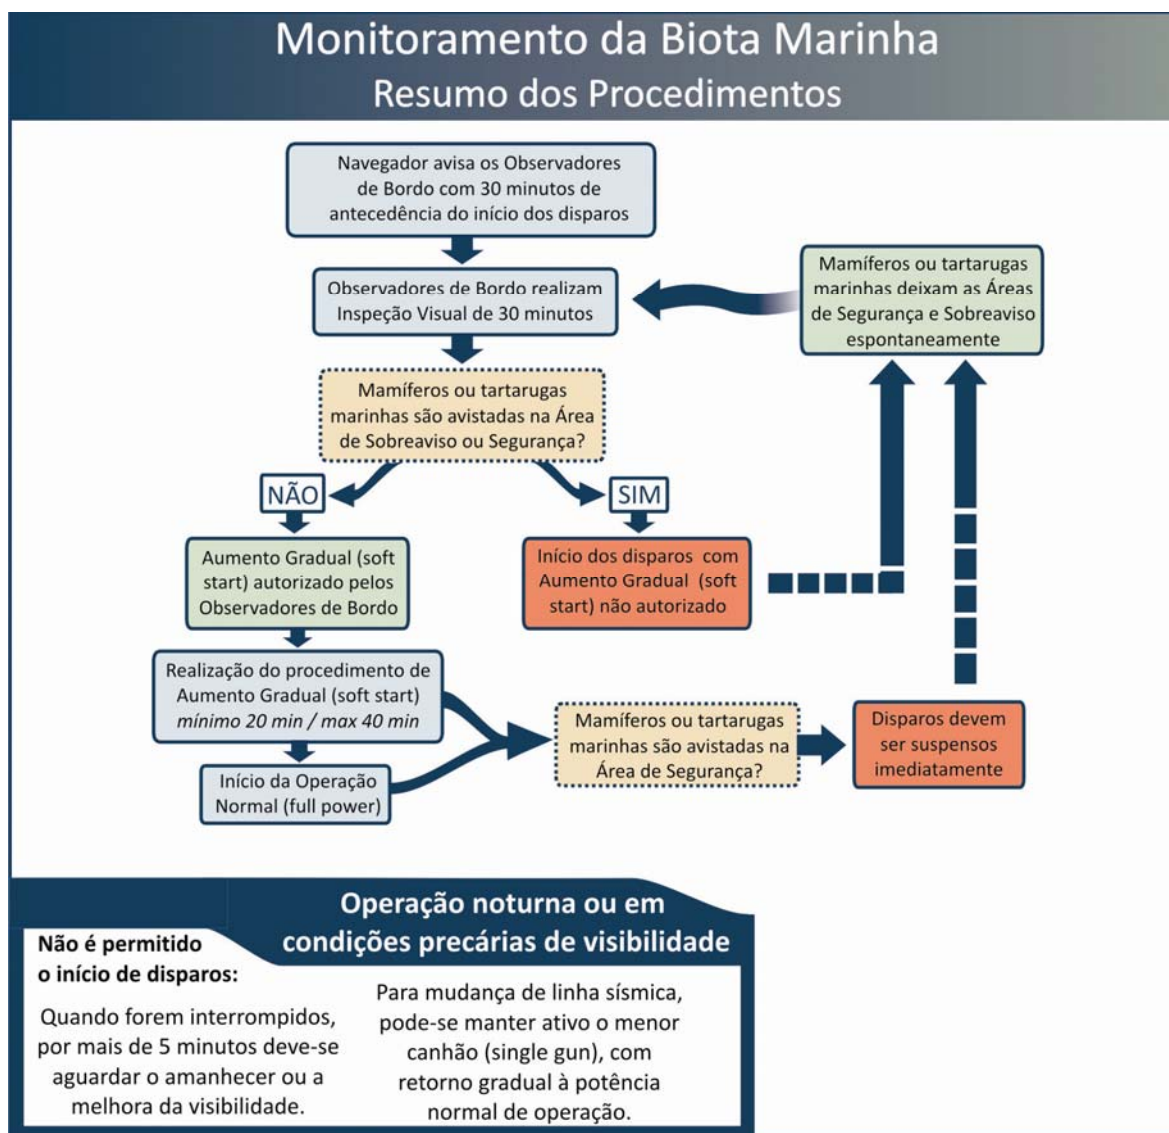 Monitoramento da Biota Marinha
Resumo dos Procedimentos
Navegador avisa os Observadores
de Bordo com 30 minutos de
antecedência do início dos disparos
Observadores de Bordo realizam
Inspeção Visual de 30 minutos
Mamíferos ou tartarugas
marinhas deixam as Áreas
de Segurança e Sobreaviso
espontaneamente
Mamíferos ou tartarugas
marinhas são avistadas na Área
de Sobreaviso ou Segurança?
NÃO
SIM
Aumento Gradual (soft
start) autorizado pelos
Observadores de Bordo
Início dos disparos com
Aumento Gradual (soft
start) não autorizado
Realização do procedimento de
Aumento Gradual (soft start)
mínimo 20 min / max 40 min
Mamíferos ou tartarugas
marinhas são avistadas na
Área de Segurança?
Disparos devem
ser suspensos
imediatamente
Início da Operação
Normal (full power)
Operação noturna ou em
condições precárias de visibilidade
Não é permitido
o início de disparos:
Quando forem interrompidos,
por mais de 5 minutos deve-se
aguardar o amanhecer ou a
melhora da visibilidade.
Para mudança de linha sísmica,
pode-se manter ativo o menor
canhão (single gun), com
retorno gradual à potência
normal de operação.